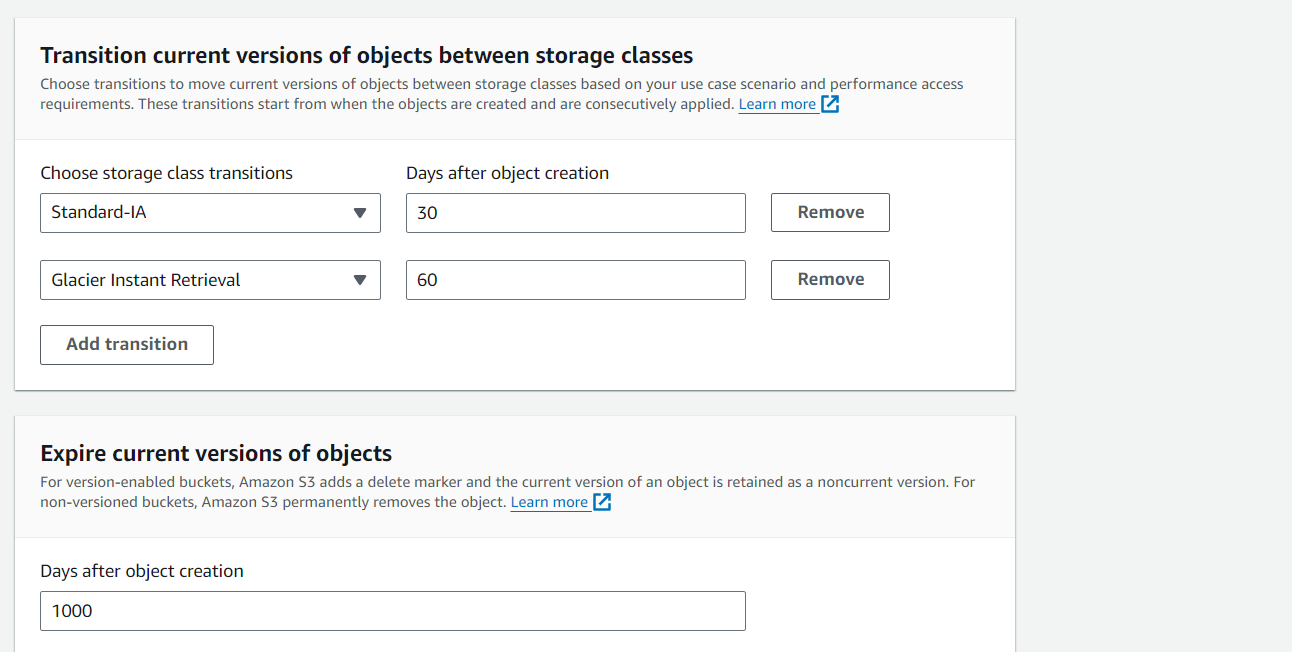 Transition current versions of objects between storage classes
Choose transitions to move current versions of objects between storage classes based on your use case scenario and performance access
requirements. These transitions start from when the objects are created and are consecutively applied. Learn more
Choose storage class transitions
Days after object creation
Standard-IA
30
Remove
Glacier Instant Retrieval
60
Remove
Add transition
Expire current versions of objects
For version-enabled buckets, Amazon S3 adds a delete marker and the current version of an object is retained as a noncurrent version. For
non-versioned buckets, Amazon S3 permanently removes the object. Learn more
Days after object creation
1000